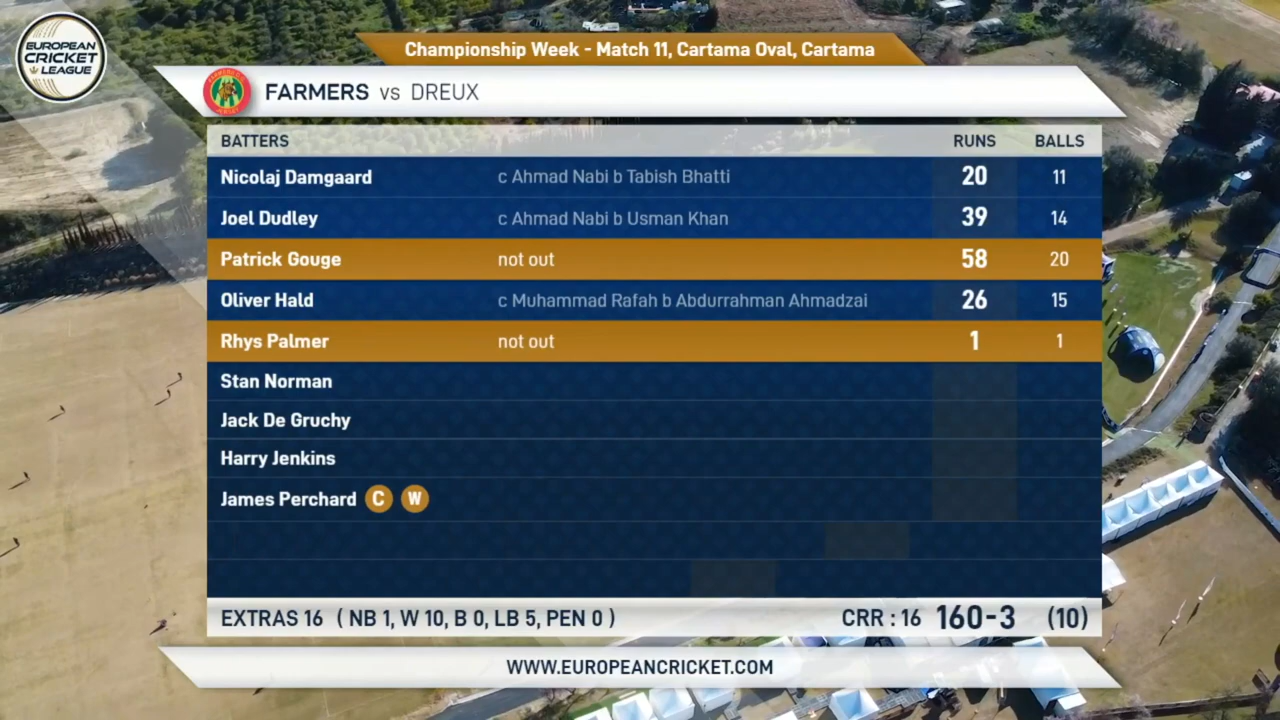 EUROPEAN
CRICKET
LEAGUE
Championship Week - Match 11, Cartama Oval, Cartama
FARMERS vs DREUX
BATTERS RUNS BALLS
Nicolaj Damgaard c Ahmad Nabi b Tabish Bhatti 20 11
Joel Dudley c Ahmad Nabi b Usman Khan 39 14
Patrick Gouge not out 58 20
Oliver Hald c Muhammad Rafah b Abdurrahman Ahmadzai 26 15
Rhys Palmer not out 1 1
Stan Norman
Jack De Gruchy
Harry Jenkins
James Perchard C W
EXTRAS 16 ( NB 1, W 10, B 0, LB 5, PEN 0 ) CRR : 16 160-3 (10)
WWW.EUROPEANCRICKET.COM